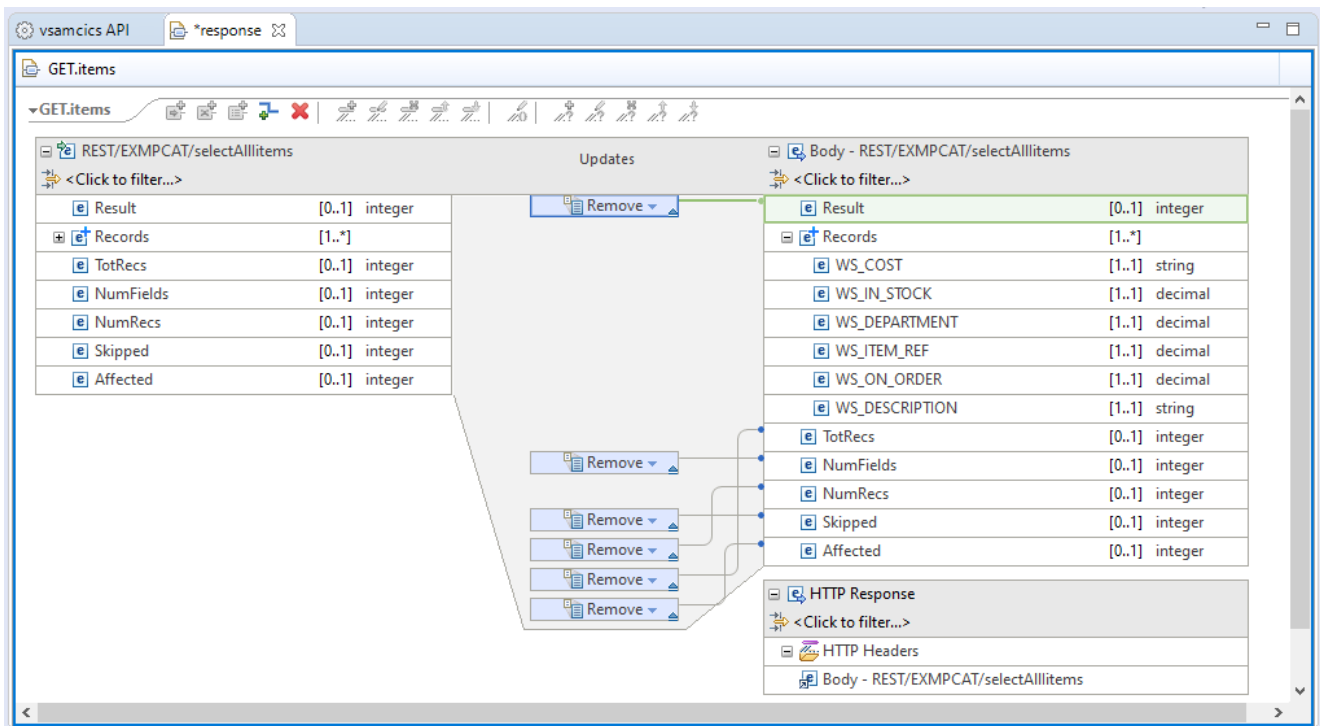 vsamcics API
*response
GET.items
GET.items
REST/EXMPCAT/selectAllIitems
<Click to filter...>
Result [0..1] integer
Records [1..*]
TotRecs [0..1] integer
NumFields [0..1] integer
NumRecs [0..1] integer
Skipped [0..1] integer
Affected [0..1] integer
Updates
Remove
Remove
Remove
Remove
Remove
Remove
Body - REST/EXMPCAT/selectAllIitems
<Click to filter...>
Result [0..1] integer
Records [1..*]
WS_COST [1..1] string
WS_IN_STOCK [1..1] decimal
WS_DEPARTMENT [1..1] decimal
WS_ITEM_REF [1..1] decimal
WS_ON_ORDER [1..1] decimal
WS_DESCRIPTION [1..1] string
TotRecs [0..1] integer
NumFields [0..1] integer
NumRecs [0..1] integer
Skipped [0..1] integer
Affected [0..1] integer
HTTP Response
<Click to filter...>
HTTP Headers
Body - REST/EXMPCAT/selectAllIitems